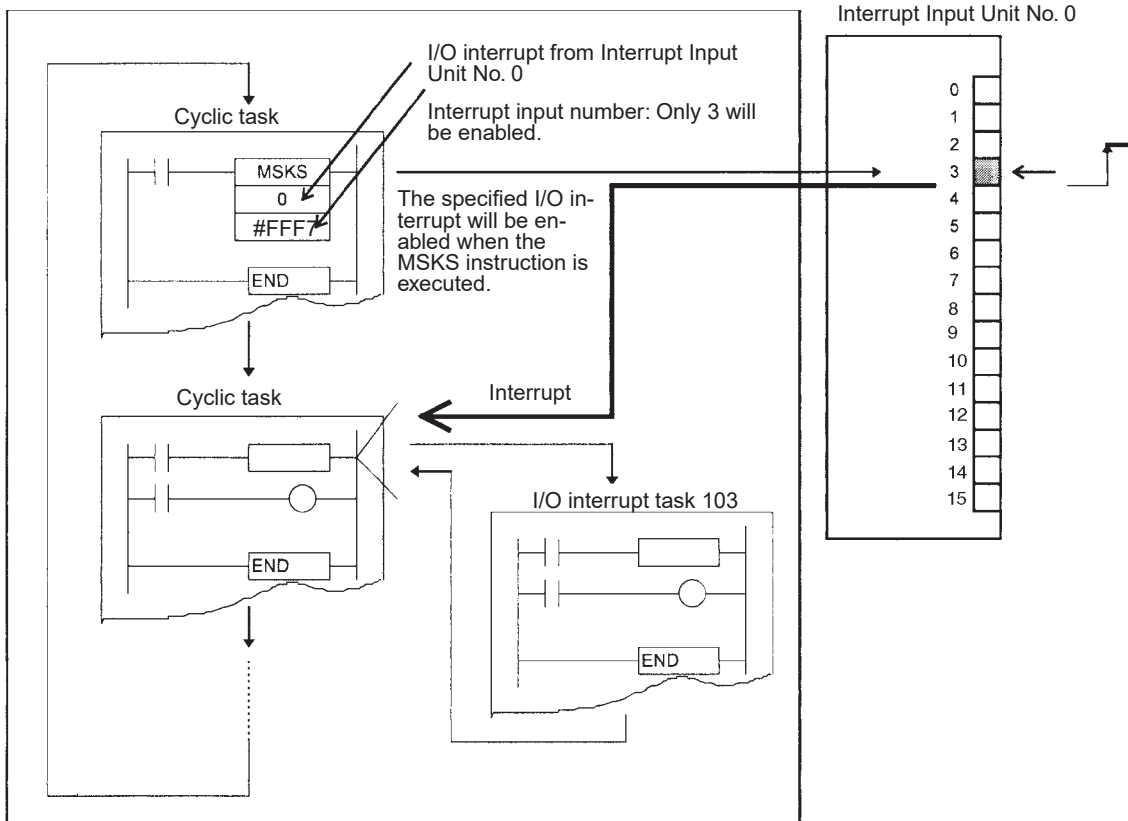 Interrupt Input Unit No. 0
I/O interrupt from Interrupt Input
Unit No. 0
Interrupt input number: Only 3 will
be enabled.
Cyclic task
MSKS
0
#FFF7
END
The specified I/O in-
terrupt will be en-
abled when the
MSKS instruction is
executed.
0
1
2
3
4
5
6
7
8
9
10
11
12
13
14
15
Cyclic task
Interrupt
END
I/O interrupt task 103
END